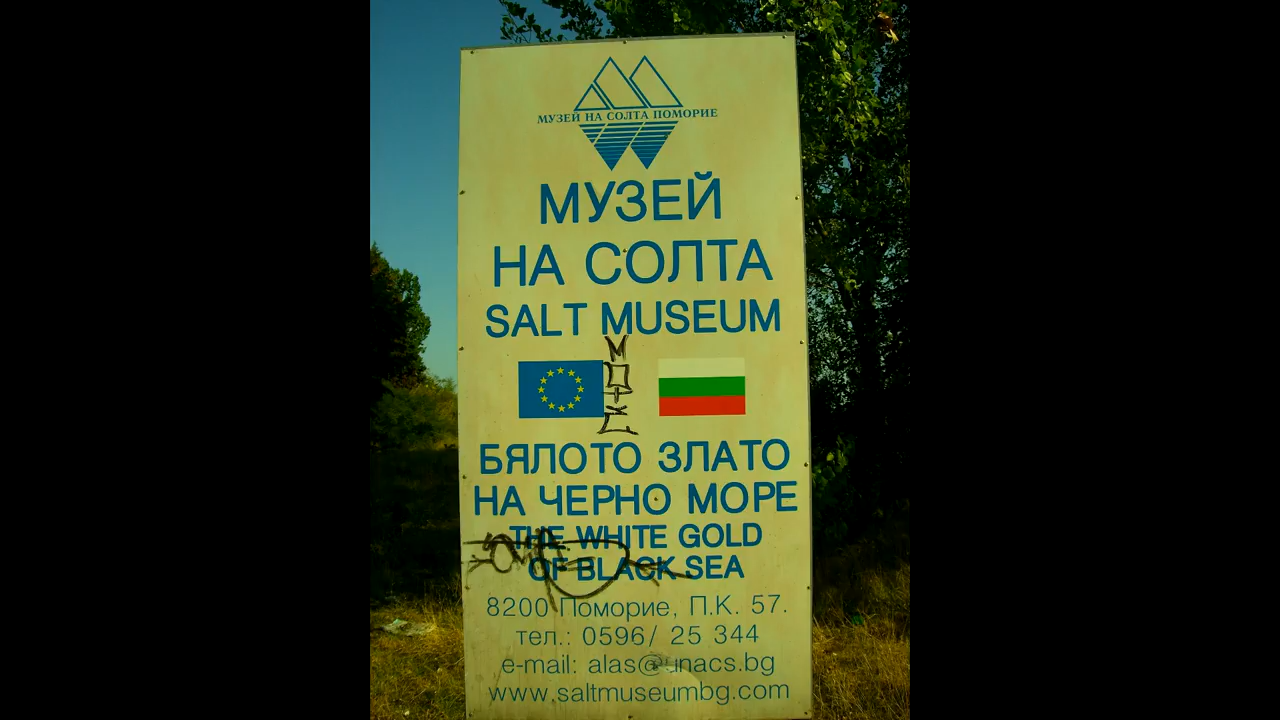 МУЗЕЙ НА СОЛТА ПОМОРИЕ
МУЗЕЙ
НА СОЛТА
SALT MUSEUM
БЯЛОТО ЗЛАТО
НА ЧЕРНО МОРЕ
THE WHITE GOLD
OF BLACK SEA
8200 Поморие, П.К. 57.
тел.: 0596/ 25 344
e-mail: alas@unacs.bg
www.saltmuseumbg.com